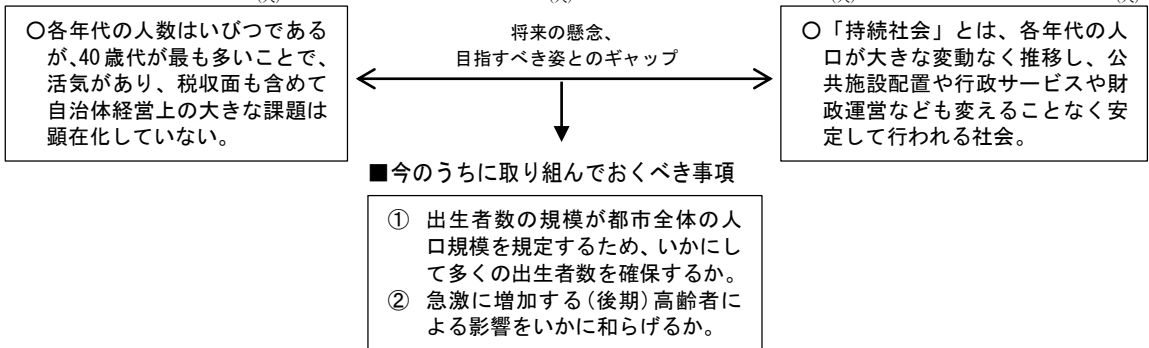 ○各年代の人数はいびつである
が、40歳代が最も多いことで、
活気があり、税収面も含めて
自治体経営上の大きな課題は
顕在化していない。
将来の懸念、
目指すべき姿とのギャップ
○「持続社会」とは、各年代の人
口が大きな変動なく推移し、公
共施設配置や行政サービスや財
政運営なども変えることなく安
定して行われる社会。
■今のうちに取り組んでおくべき事項
① 出生者数の規模が都市全体の人
口規模を規定するため、いかにし
て多くの出生者数を確保するか。
② 急激に増加する(後期)高齢者に
よる影響をいかに和らげるか。